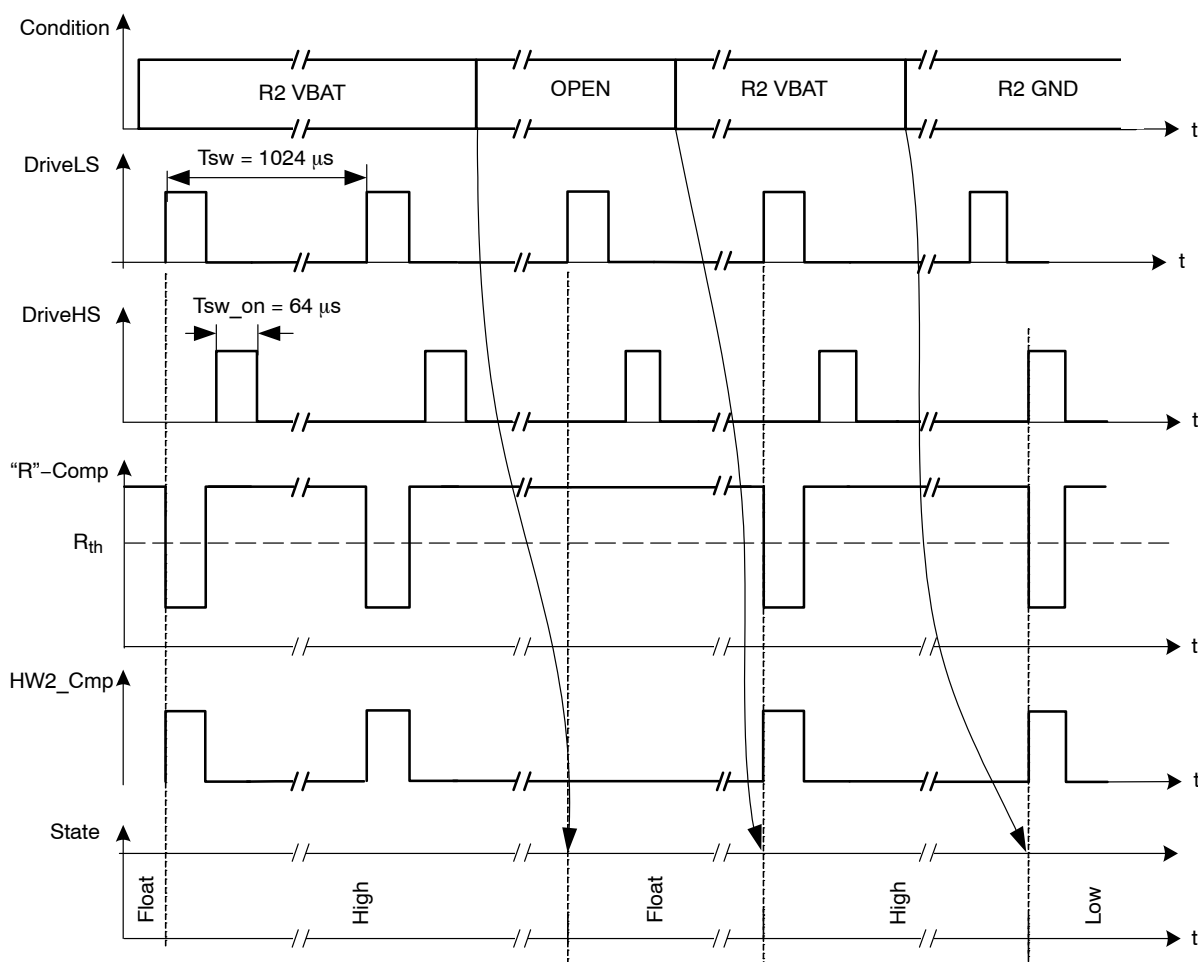 Condition
R2 VBAT
OPEN
R2 VBAT
R2 GND
t
DriveLS
Tsw = 1024 μs
t
DriveHS
Tsw_on = 64 μs
t
“R”−Comp
Rth
t
HW2_Cmp
t
State
Float
High
Float
High
Low
t